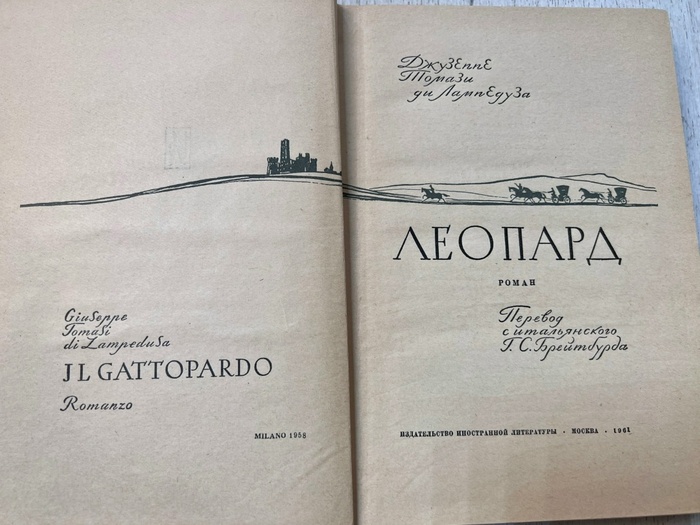 Giuseppe
Tomasi
di Lampedusa
JL GATTOPARDO
Romanzo
MILANO 1958
Джузеппе
Томази
ди Лампедуза
ЛЕОПАРД
РОМАН
Перевод
с итальянского
Г. С. Брейтбурда
ИЗДАТЕЛЬСТВО ИНОСТРАННОЙ ЛИТЕРАТУРЫ · МОСКВА · 1961